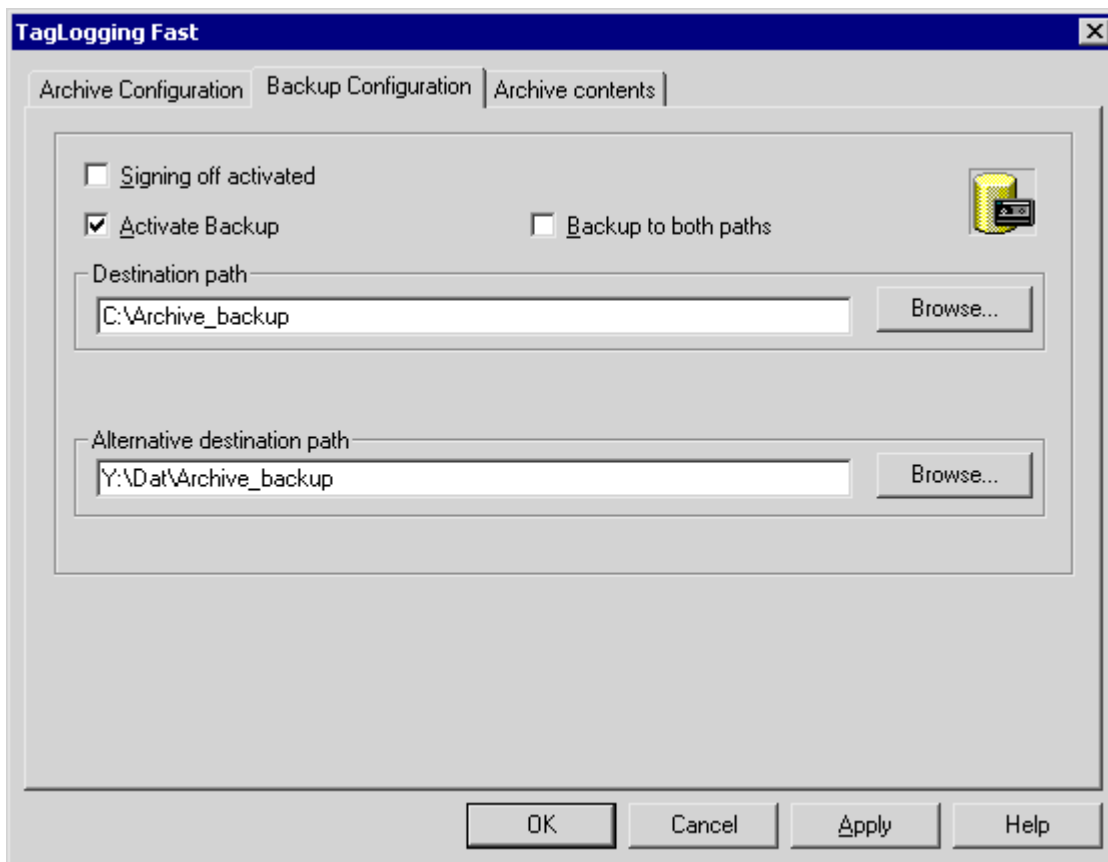 TagLogging Fast
Archive Configuration Backup Configuration Archive contents
Signing off activated
Activate Backup Backup to both paths
Destination path
C:\Archive_backup Browse...
Alternative destination path
Y:\Dat\Archive_backup Browse...
OK Cancel Apply Help